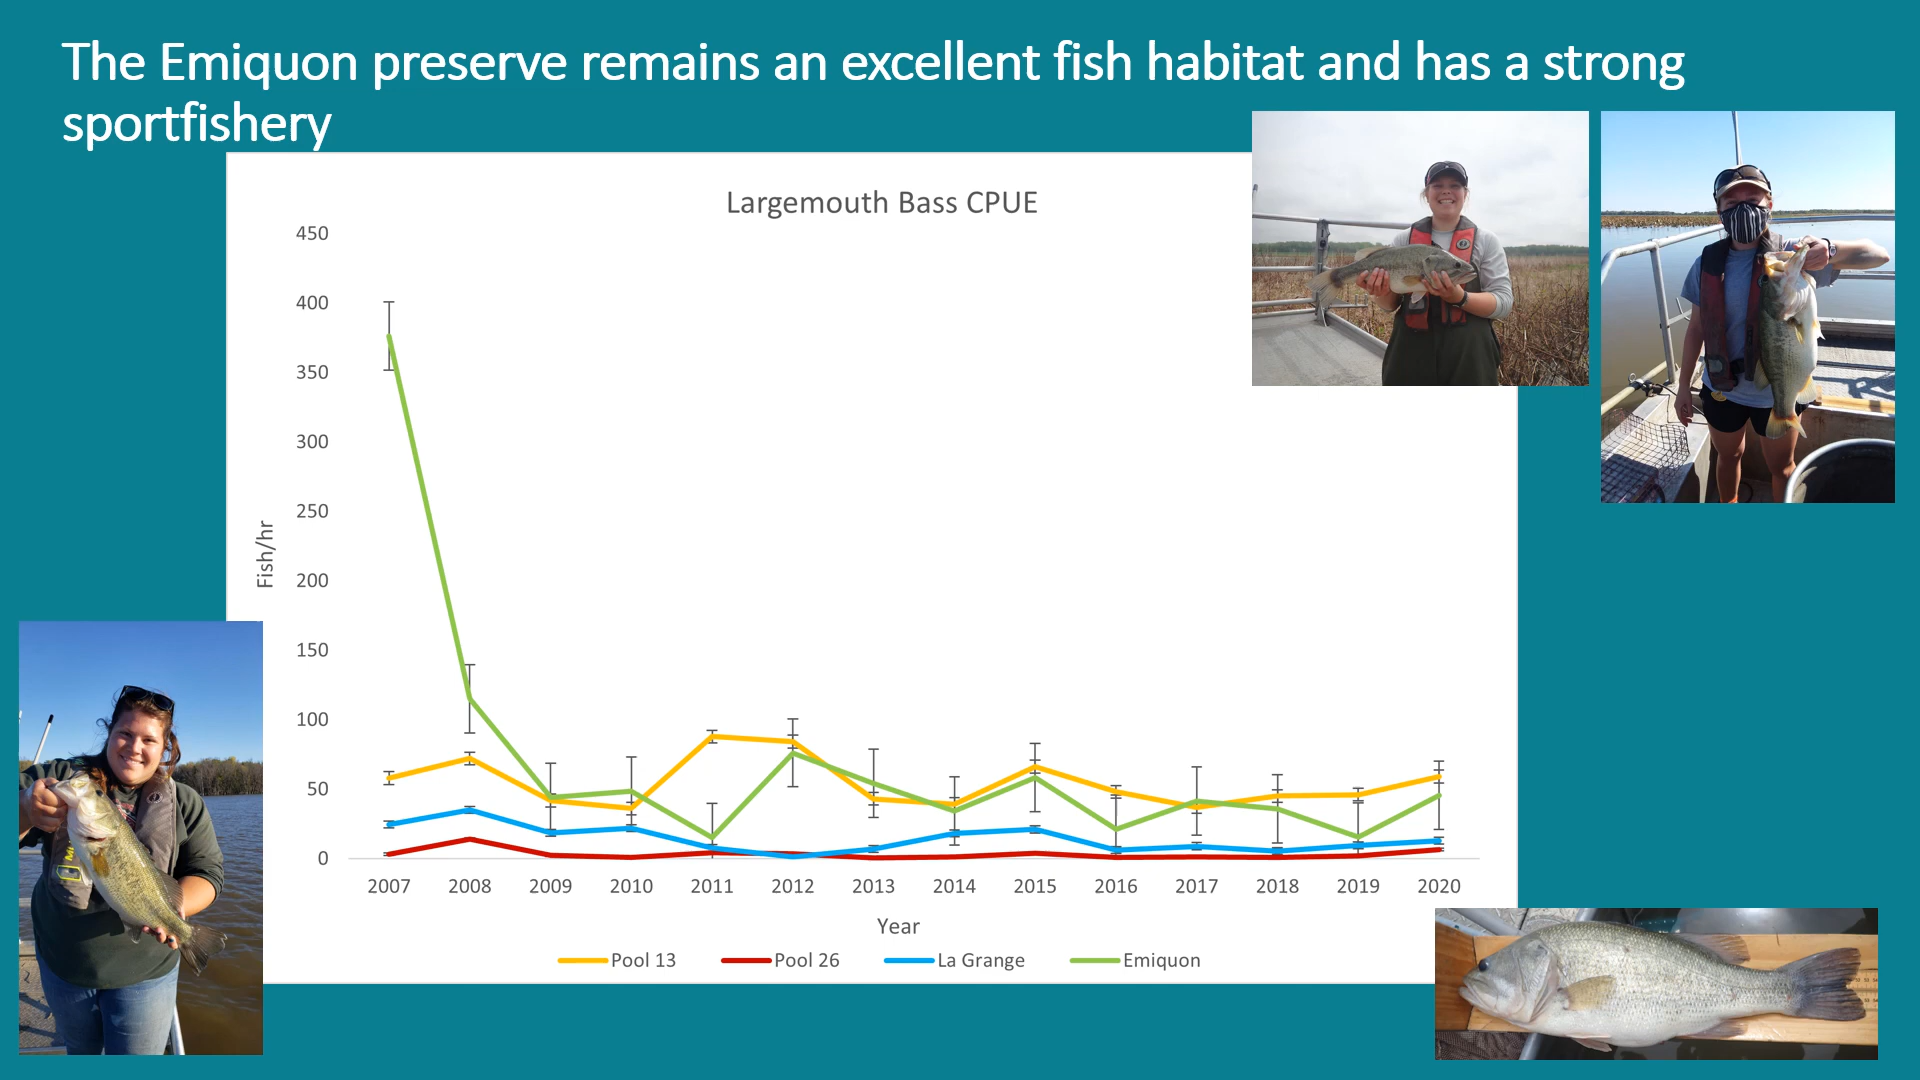 The Emiquon preserve remains an excellent fish habitat and has a strong
sportfishery
Largemouth Bass CPUE
450
400
350
300
250
200
150
100
50
0
Fish/hr
2007 2008 2009 2010 2011 2012 2013 2014 2015 2016 2017 2018 2019 2020
Year
Pool 13 Pool 26 La Grange Emiquon